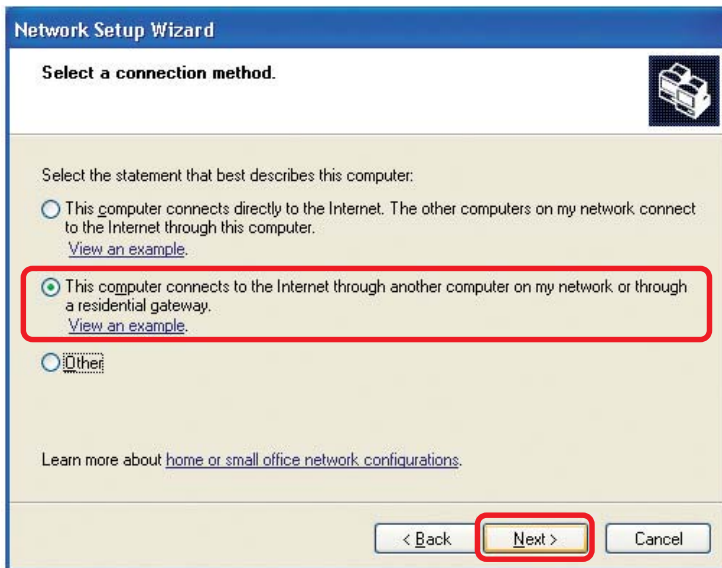 Network Setup Wizard
Select a connection method.
Select the statement that best describes this computer:
This computer connects directly to the Internet. The other computers on my network connect
to the Internet through this computer.
View an example.
This computer connects to the Internet through another computer on my network or through
a residential gateway.
View an example.
Other
Learn more about home or small office network configurations.
< Back
Next >
Cancel